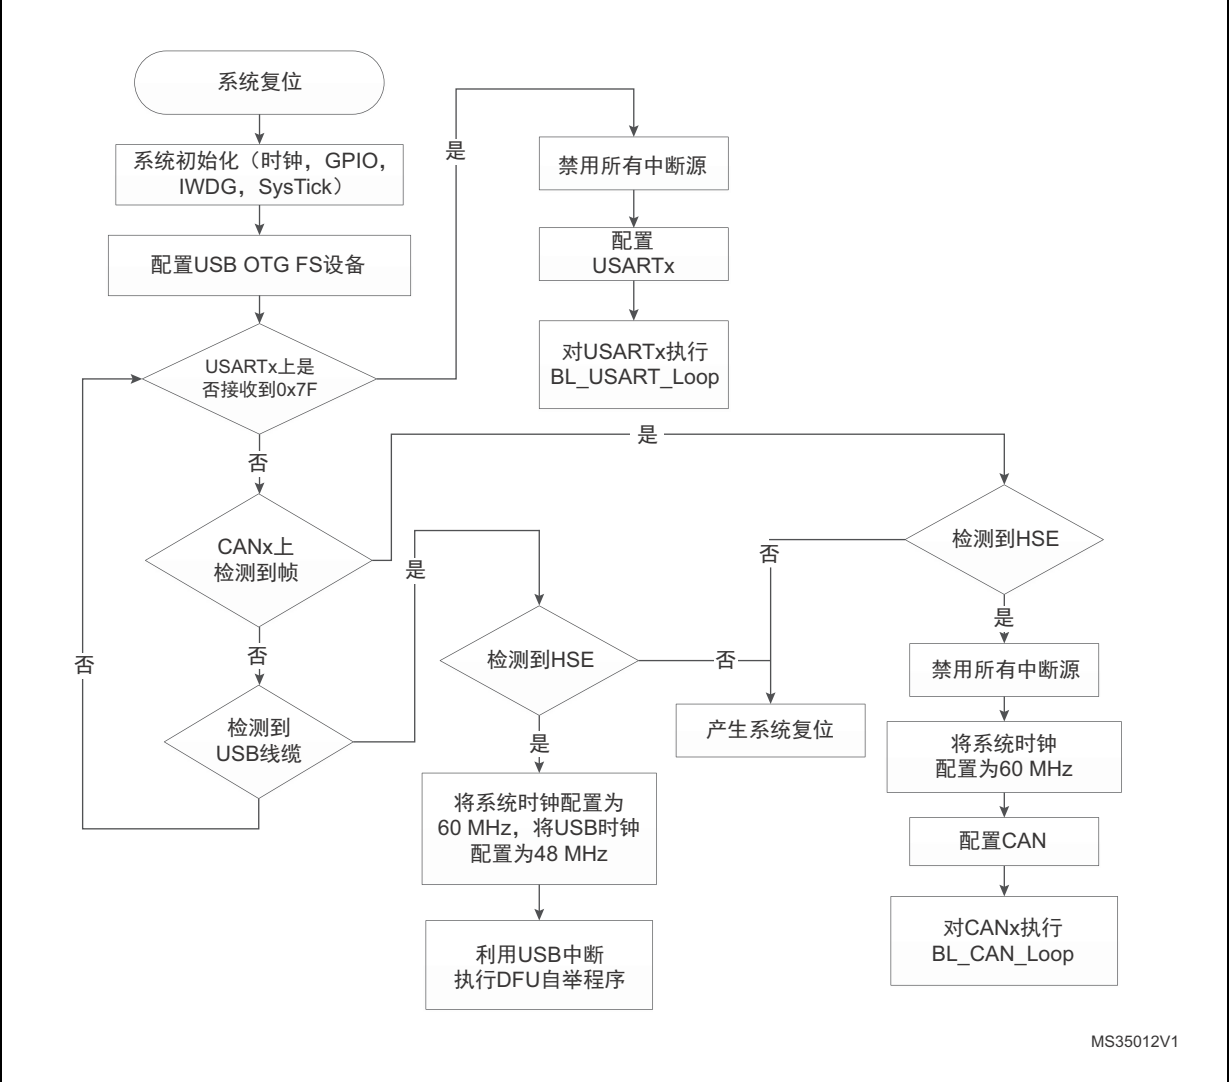 系统复位
系统初始化（时钟，GPIO，
IWDG，SysTick）
配置USB OTG FS设备
USARTx上是
否接收到0x7F
是
禁用所有中断源
配置
USARTx
对USARTx执行
BL_USART_Loop
否
CANx上
检测到帧
是
检测到HSE
否
是
禁用所有中断源
将系统时钟
配置为60 MHz
配置CAN
对CANx执行
BL_CAN_Loop
否
检测到
USB线缆
否
是
检测到HSE
否
产生系统复位
是
将系统时钟配置为
60 MHz，将USB时钟
配置为48 MHz
利用USB中断
执行DFU自举程序
MS35012V1